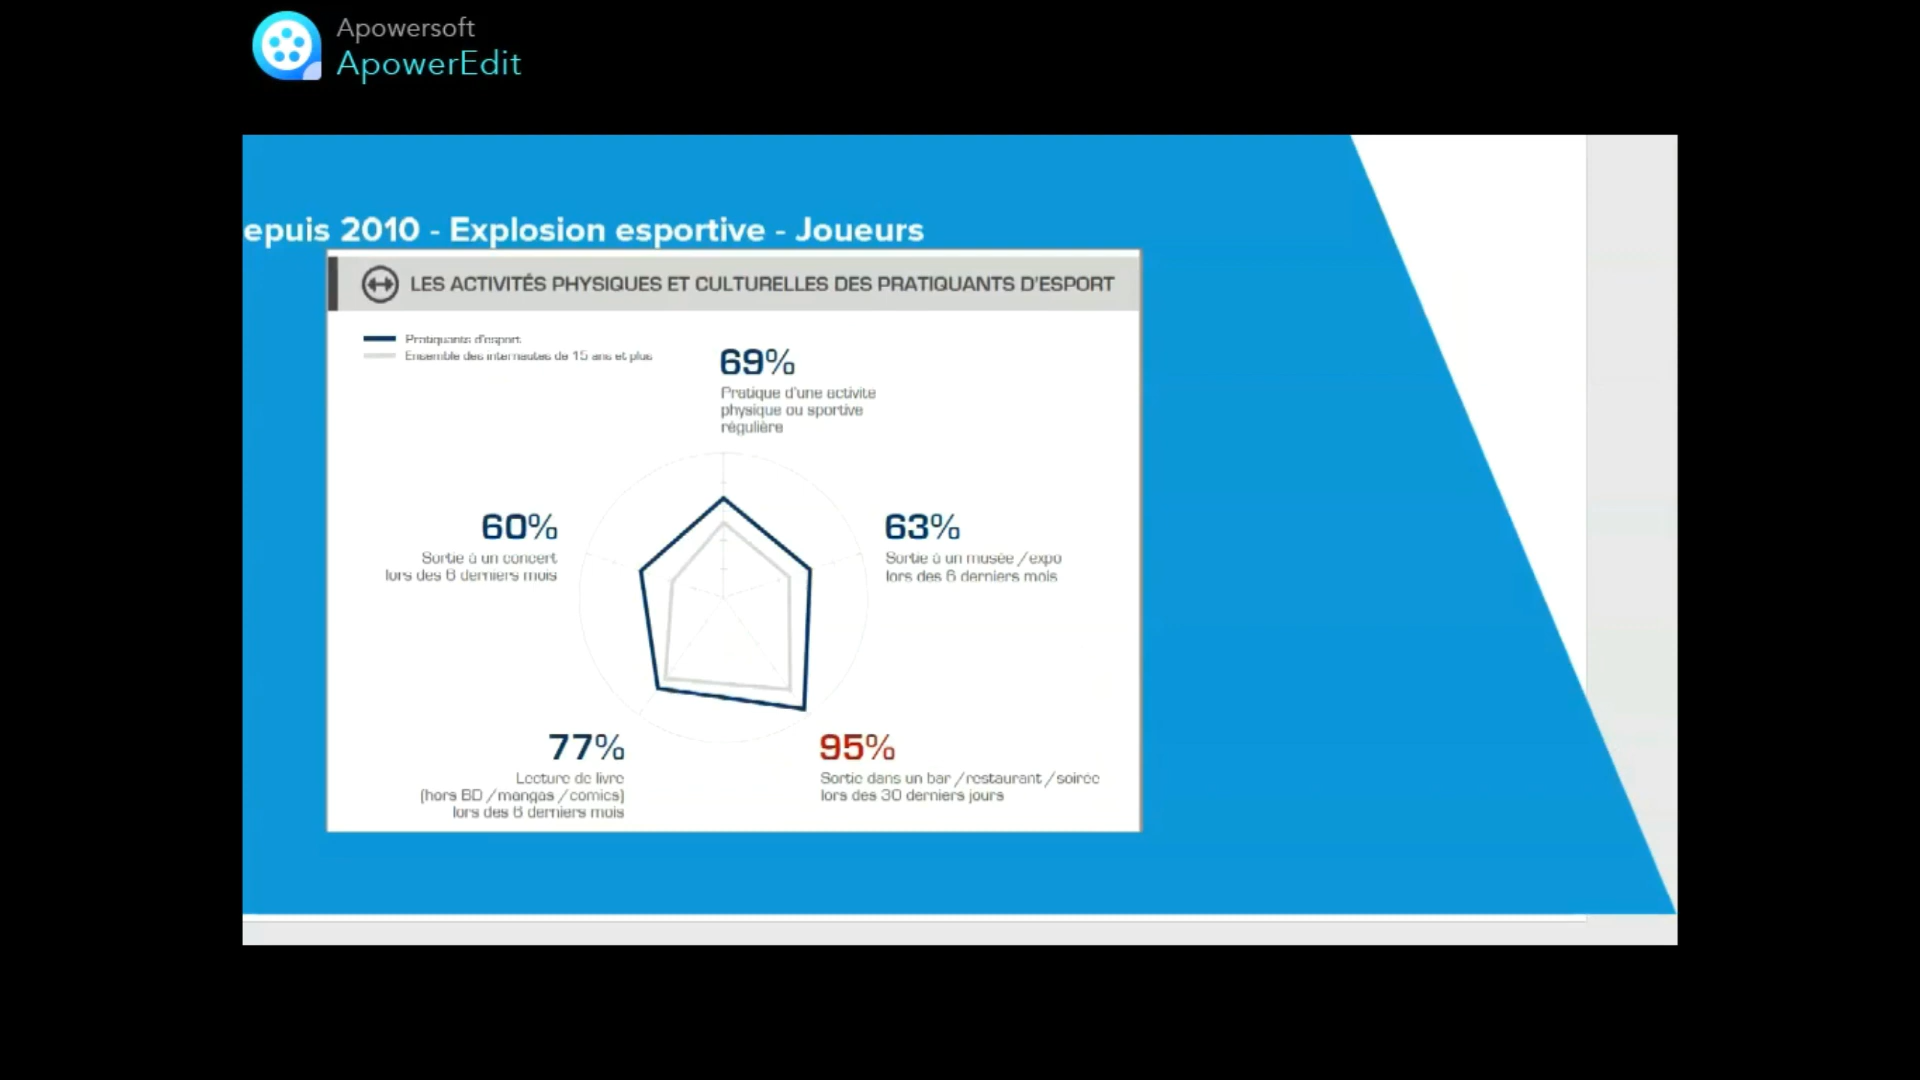 Apowersoft
ApowerEdit
epuis 2010 - Explosion esportive - Joueurs
LES ACTIVITÉS PHYSIQUES ET CULTURELLES DES PRATIQUANTS D'ESPORT
Pratiquants d'esport
Ensemble des internautes de 15 ans et plus
69%
Pratique d'une activité
physique ou sportive
régulière
60%
Sortie à un concert
lors des 6 derniers mois
63%
Sortie à un musée /expo
lors des 6 derniers mois
77%
Lecture de livre
(hors BD /mangas /comics)
lors des 6 derniers mois
95%
Sortie dans un bar /restaurant /soirée
lors des 30 derniers jours